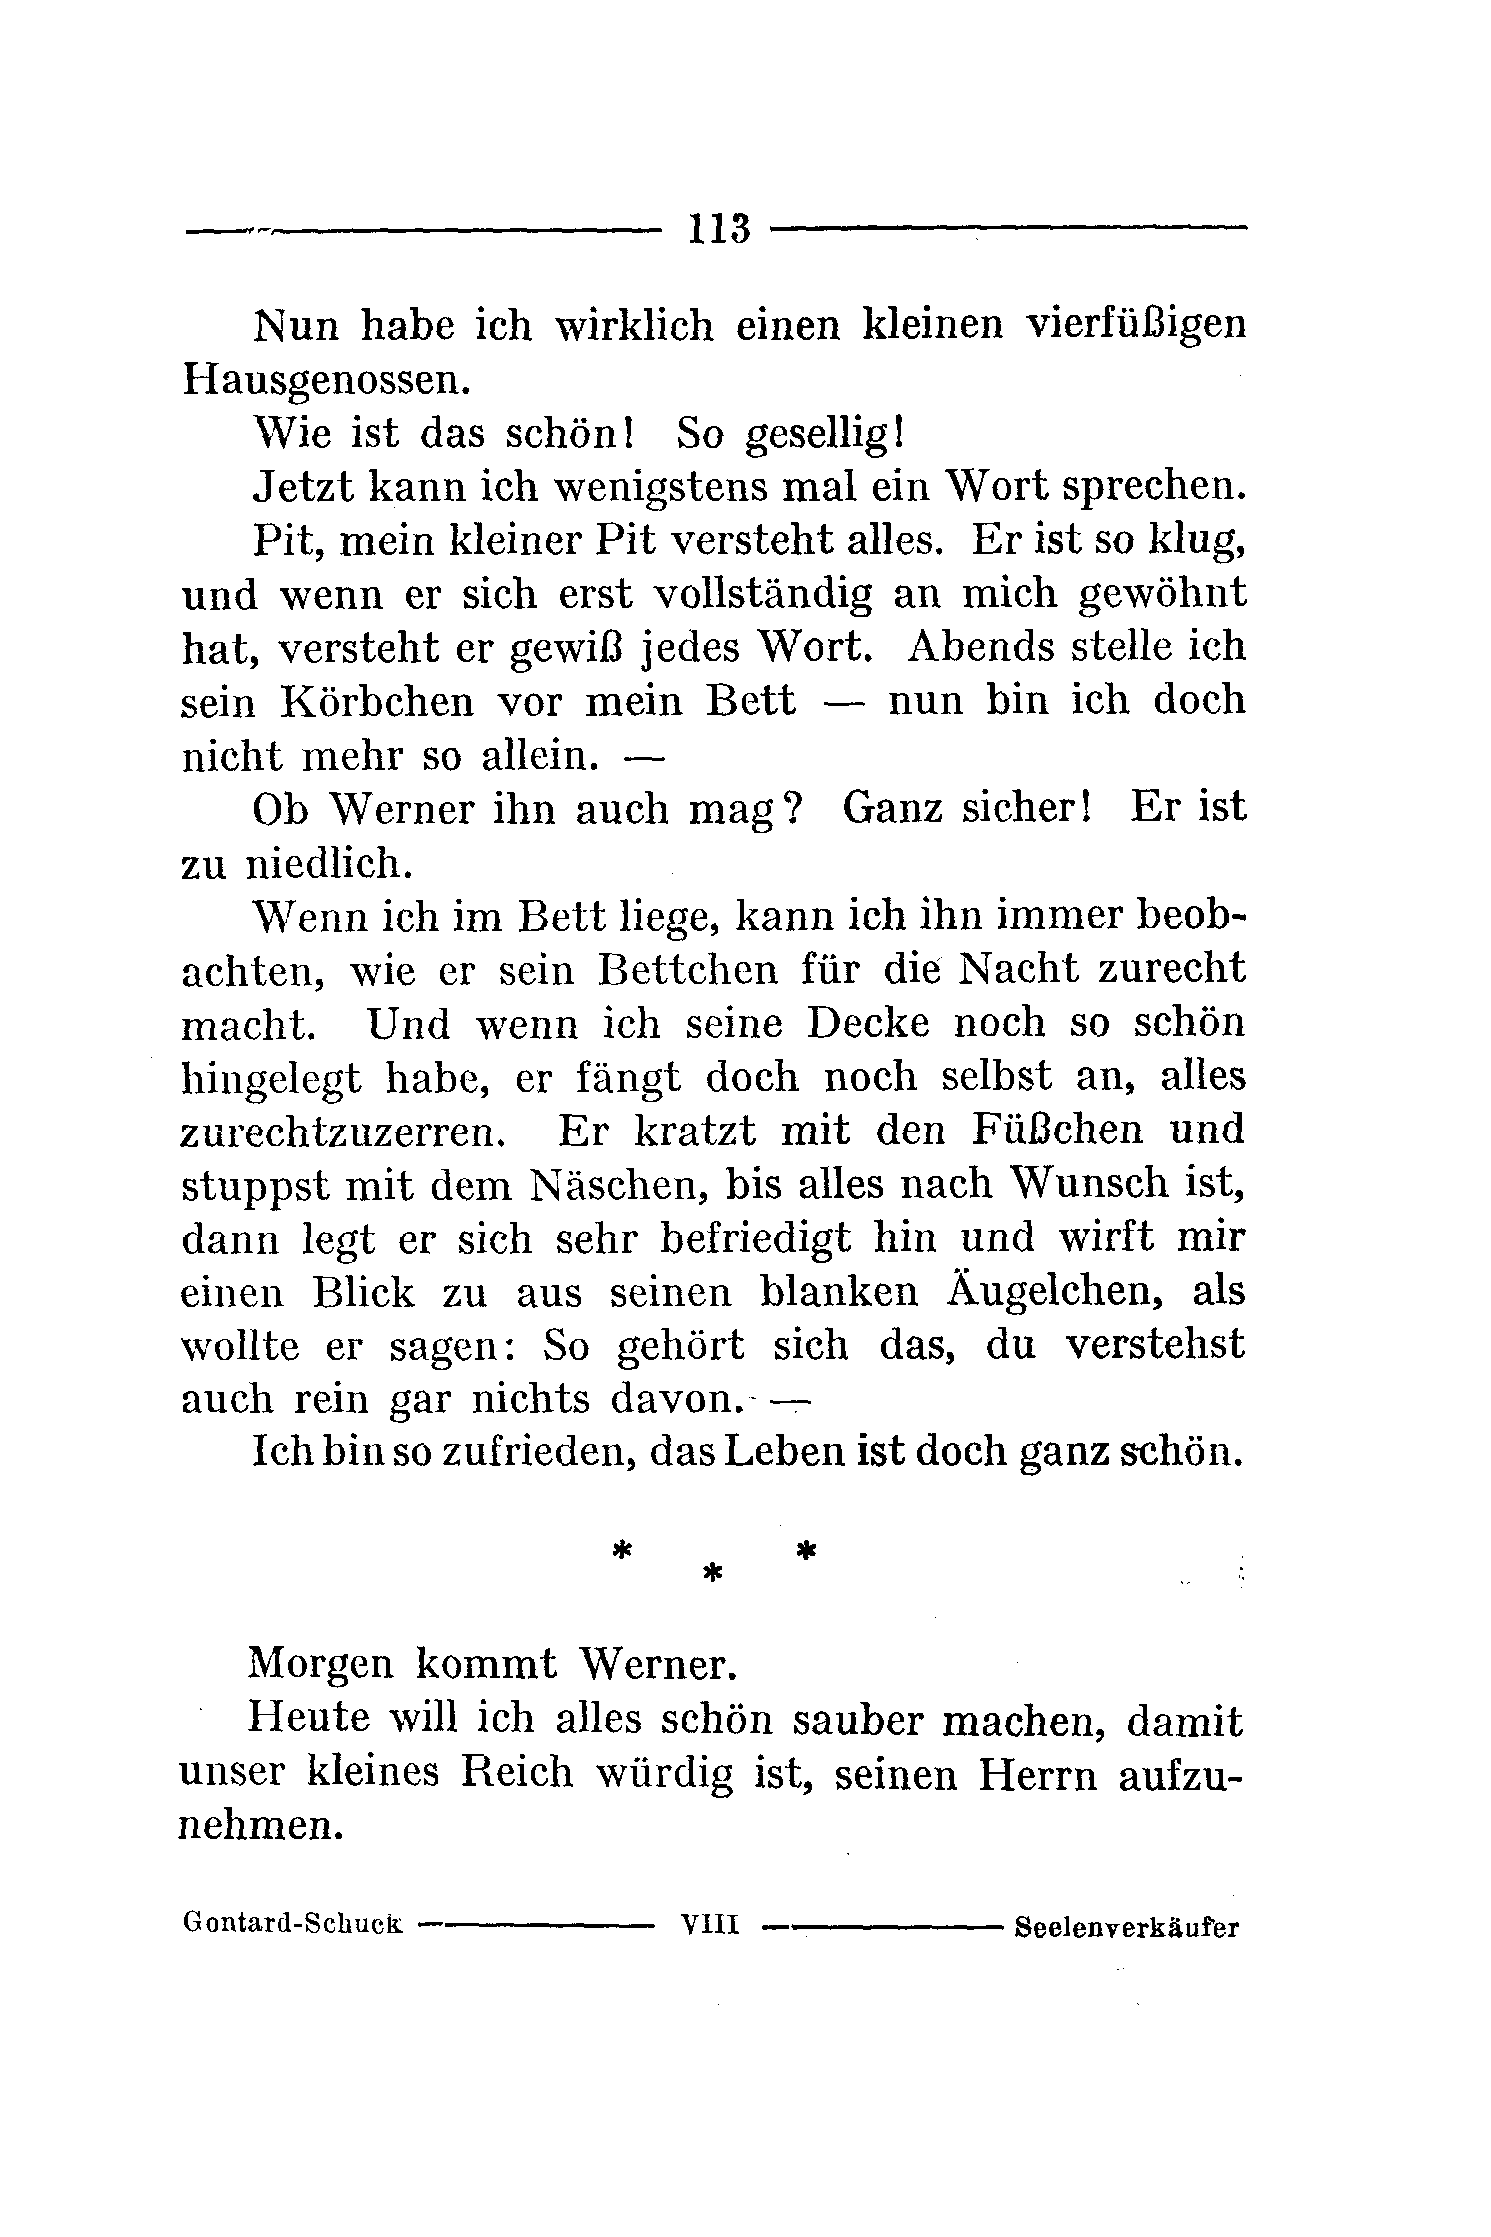 113
Nun habe ich wirklich einen kleinen vierfüßigen
Hausgenossen.
Wie ist das schön! So gesellig!
Jetzt kann ich wenigstens mal ein Wort sprechen.
Pit, mein kleiner Pit versteht alles. Er ist so klug,
und wenn er sich erst vollständig an mich gewöhnt
hat, versteht er gewiß jedes Wort. Abends stelle ich
sein Körbchen vor mein Bett — nun bin ich doch
nicht mehr so allein. —
Ob Werner ihn auch mag? Ganz sicher! Er ist
zu niedlich.
Wenn ich im Bett liege, kann ich ihn immer beob-
achten, wie er sein Bettchen für die Nacht zurecht
macht. Und wenn ich seine Decke noch so schön
hingelegt habe, er fängt doch noch selbst an, alles
zurechtzuzerren. Er kratzt mit den Füßchen und
stuppst mit dem Näschen, bis alles nach Wunsch ist,
dann legt er sich sehr befriedigt hin und wirft mir
einen Blick zu aus seinen blanken Äugelchen, als
wollte er sagen: So gehört sich das, du verstehst
auch rein gar nichts davon. —
Ich bin so zufrieden, das Leben ist doch ganz schön.
* * *
Morgen kommt Werner.
Heute will ich alles schön sauber machen, damit
unser kleines Reich würdig ist, seinen Herrn aufzu-
nehmen.
Gontard-Schuck — VIII — Seelenverkäufer